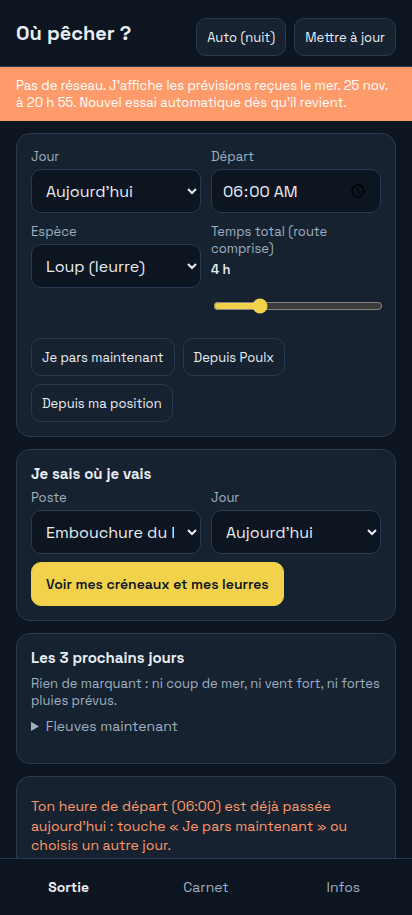 Où pêcher ?
Auto (nuit)
Mettre à jour
Pas de réseau. J'affiche les prévisions reçues le mer. 25 nov.
à 20 h 55. Nouvel essai automatique dès qu'il revient.
Jour
Départ
Aujourd'hui
06:00 AM
Espèce
Temps total (route
comprise)
Loup (leurre)
4 h
Je pars maintenant
Depuis Poulx
Depuis ma position
Je sais où je vais
Poste
Jour
Embouchure du
Aujourd'hui
Voir mes créneaux et mes leurres
Les 3 prochains jours
Rien de marquant : ni coup de mer, ni vent fort, ni fortes
pluies prévus.
Fleuves maintenant
Ton heure de départ (06:00) est déjà passée
aujourd'hui : touche « Je pars maintenant » ou
choisis un autre jour.
Sortie
Carnet
Infos